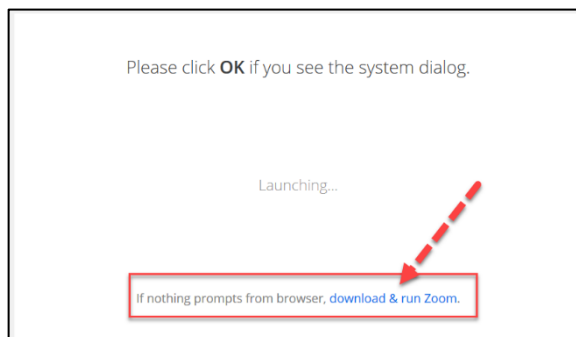 Please click OK if you see the system dialog.
Launching...
If nothing prompts from browser, download & run Zoom.